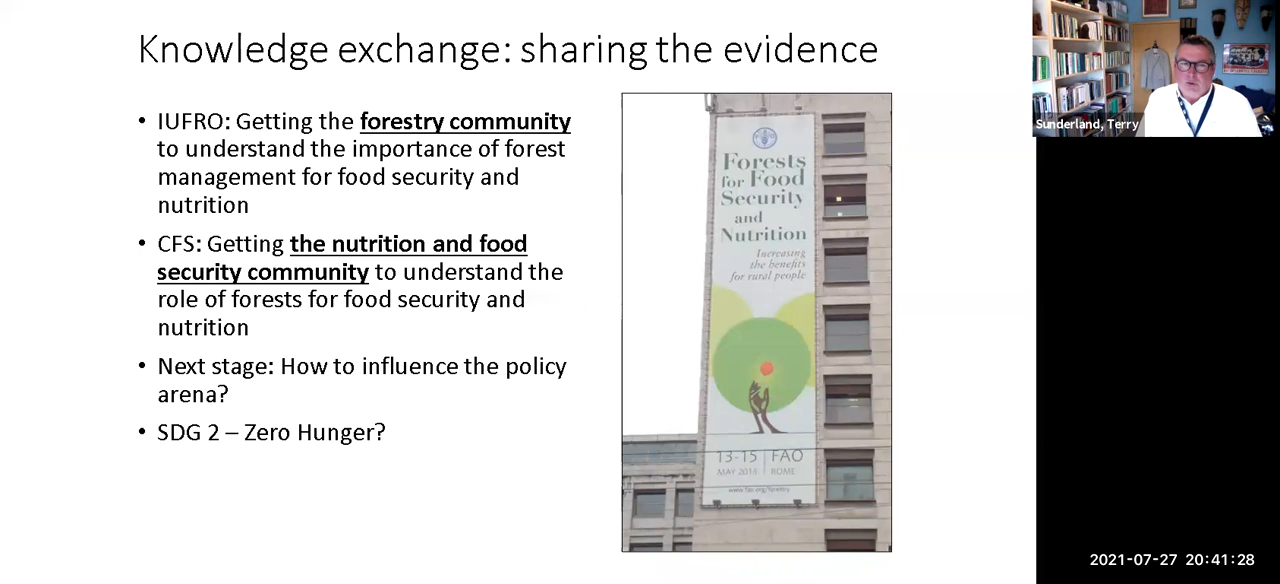 Knowledge exchange: sharing the evidence
• IUFRO: Getting the forestry community
to understand the importance of forest
management for food security and
nutrition
• CFS: Getting the nutrition and food
security community to understand the
role of forests for food security and
nutrition
• Next stage: How to influence the policy
arena?
• SDG 2 – Zero Hunger?
Forests
for Food
Security
and
Nutrition
Increasing
the benefits
for rural people
13-15 FAO
MAY 2013 ROME
www.fao.org/forestry
Sunderland, Terry
2021-07-27 20:41:28